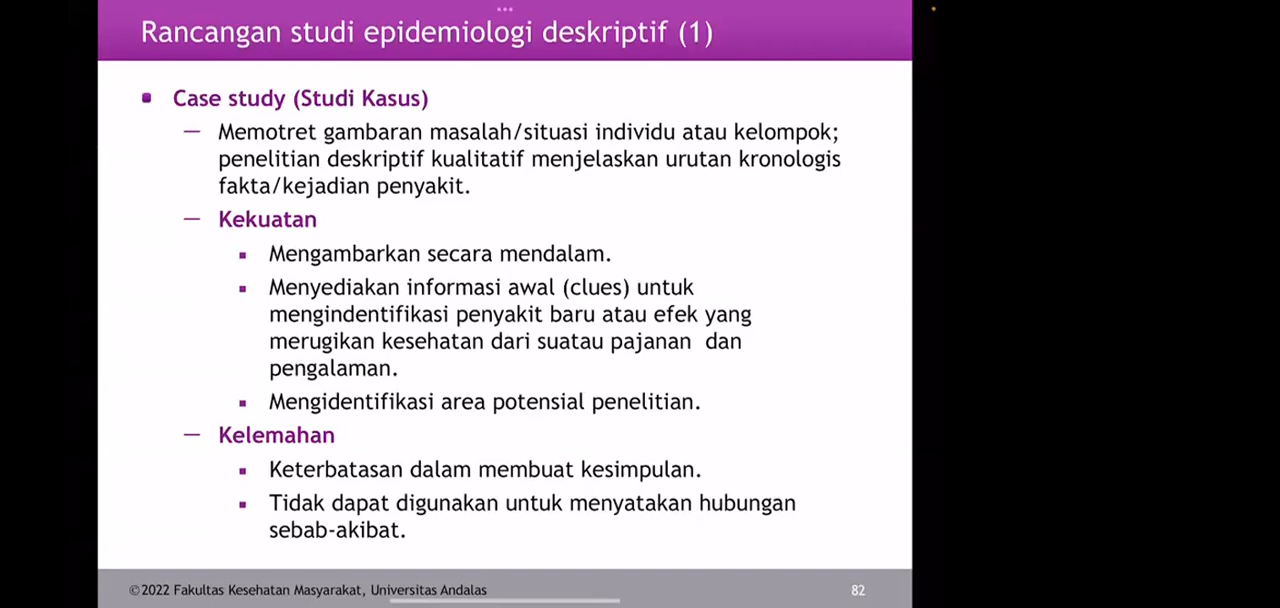 Rancangan studi epidemiologi deskriptif (1)
Case study (Studi Kasus)
Memotret gambaran masalah/situasi individu atau kelompok;
penelitian deskriptif kualitatif menjelaskan urutan kronologis
fakta/kejadian penyakit.
Kekuatan
Mengambarkan secara mendalam.
Menyediakan informasi awal (clues) untuk
mengindentifikasi penyakit baru atau efek yang
merugikan kesehatan dari suatau pajanan dan
pengalaman.
Mengidentifikasi area potensial penelitian.
Kelemahan
Keterbatasan dalam membuat kesimpulan.
Tidak dapat digunakan untuk menyatakan hubungan
sebab-akibat.
©2022 Fakultas Kesehatan Masyarakat, Universitas Andalas
82